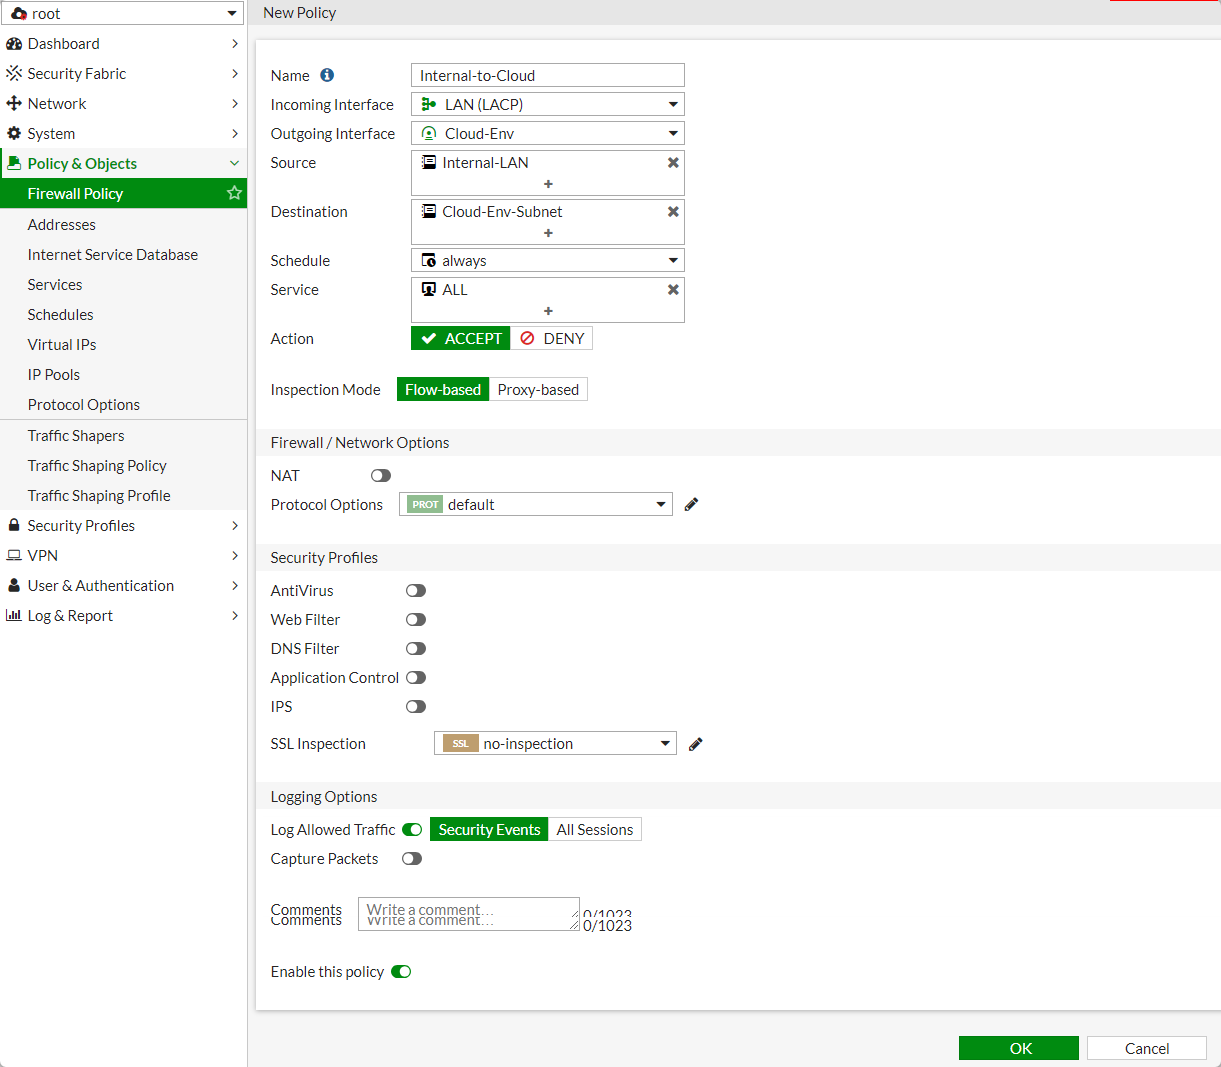 root
New Policy
Dashboard
Security Fabric
Network
System
Policy & Objects
Firewall Policy
Addresses
Internet Service Database
Services
Schedules
Virtual IPs
IP Pools
Protocol Options
Traffic Shapers
Traffic Shaping Policy
Traffic Shaping Profile
Security Profiles
VPN
User & Authentication
Log & Report
Name Internal-to-Cloud
Incoming Interface LAN (LACP)
Outgoing Interface Cloud-Env
Source Internal-LAN
+
Destination Cloud-Env-Subnet
+
Schedule always
Service ALL
+
Action ACCEPT DENY
Inspection Mode Flow-based Proxy-based
Firewall / Network Options
NAT
Protocol Options PROT default
Security Profiles
AntiVirus
Web Filter
DNS Filter
Application Control
IPS
SSL Inspection SSL no-inspection
Logging Options
Log Allowed Traffic Security Events All Sessions
Capture Packets
Comments Write a comment... 0/1023
Comments Write a comment... 0/1023
Enable this policy
OK Cancel